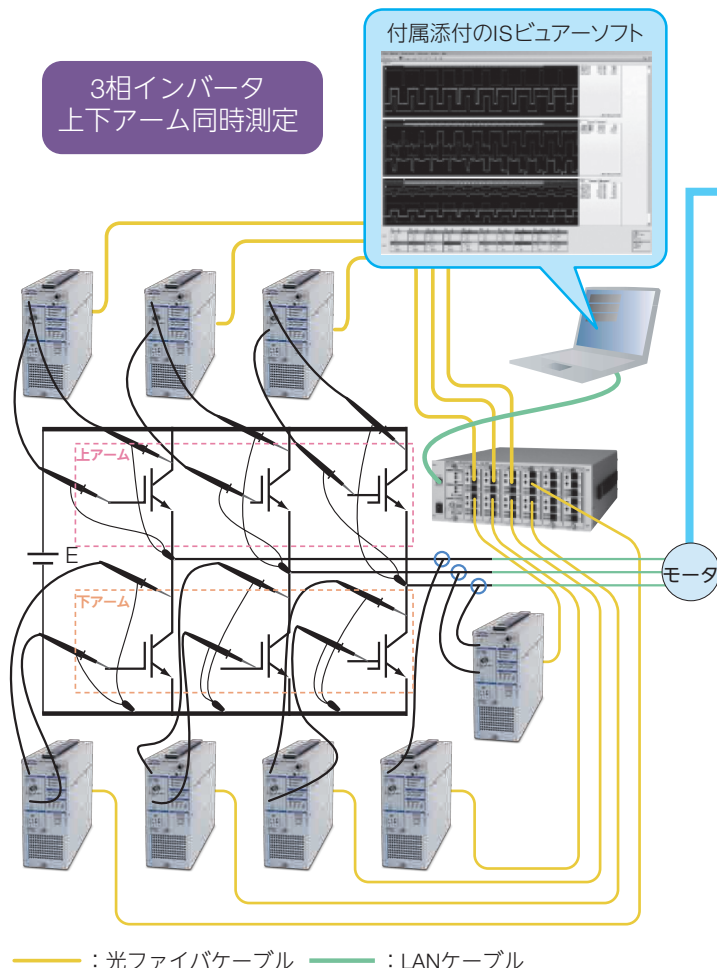 付属添付のISビュアーソフト
3相インバータ
上下アーム同時測定
上アーム
E
下アーム
モータ
：光ファイバケーブル
：LANケーブル